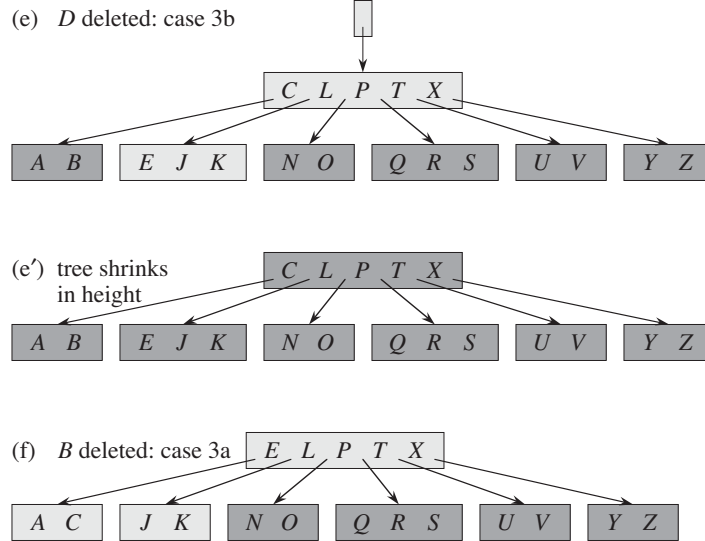 (e) D deleted: case 3b
C L P T X
A B E J K N O Q R S U V Y Z
(e′) tree shrinks
in height
C L P T X
A B E J K N O Q R S U V Y Z
(f) B deleted: case 3a
E L P T X
A C J K N O Q R S U V Y Z